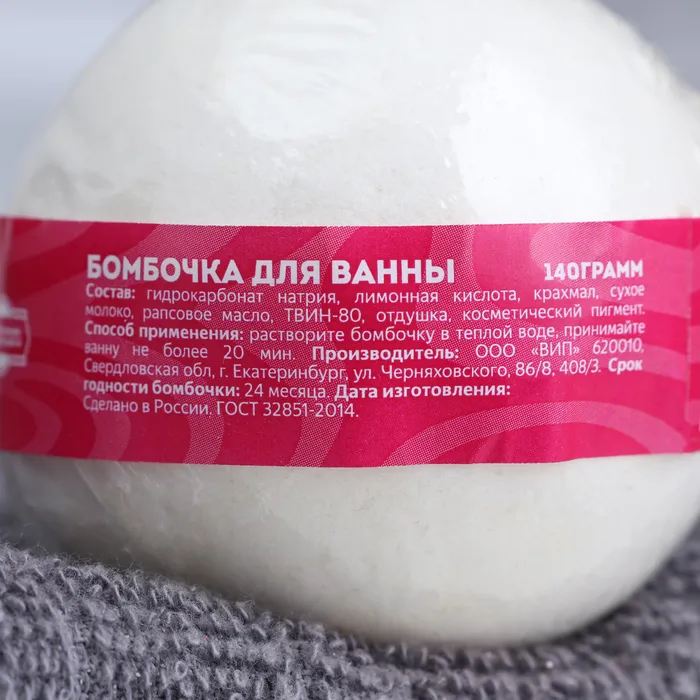 БОМБОЧКА ДЛЯ ВАННЫ 140ГРАММ
Состав: гидрокарбонат натрия, лимонная кислота, крахмал, сухое
молоко, рапсовое масло, ТВИН-80, отдушка, косметический пигмент.
Способ применения: растворите бомбочку в теплой воде, принимайте
ванну не более 20 мин. Производитель: ООО «ВИП» 620010,
Свердловская обл, г. Екатеринбург, ул. Черняховского, 86/8, 408/3. Срок
годности бомбочки: 24 месяца. Дата изготовления:
Сделано в России. ГОСТ 32851-2014.